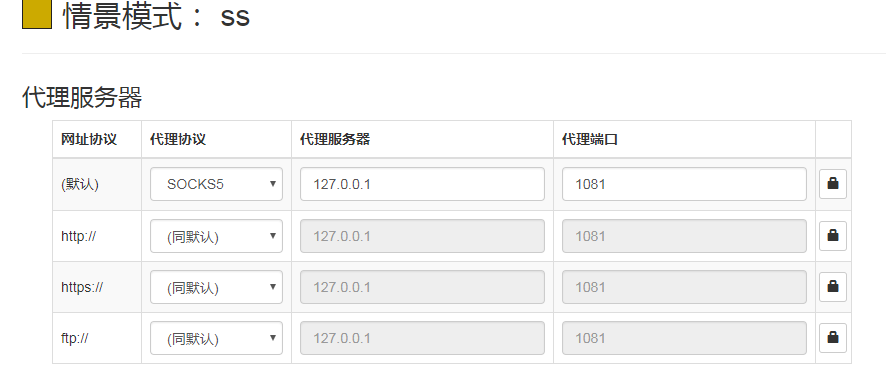 情景模式： ss
代理服务器
网址协议 代理协议 代理服务器 代理端口
(默认) SOCKS5 127.0.0.1 1081
http:// (同默认) 127.0.0.1 1081
https:// (同默认) 127.0.0.1 1081
ftp:// (同默认) 127.0.0.1 1081